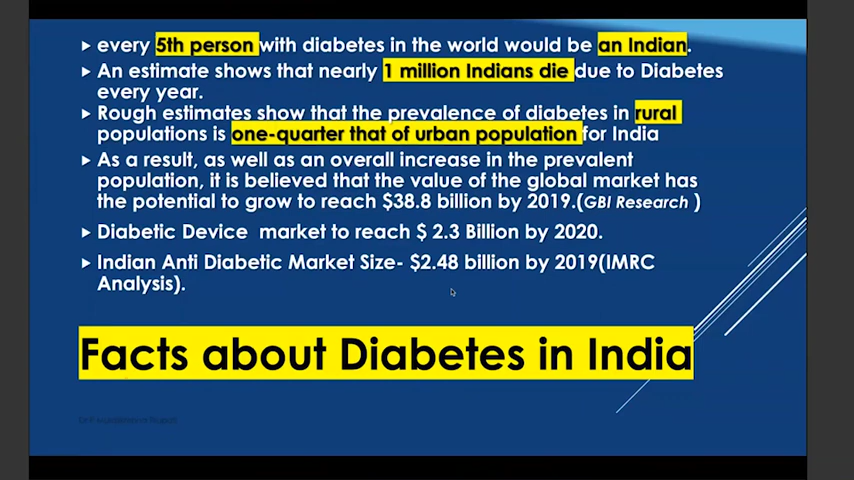 every 5th person with diabetes in the world would be an Indian.
An estimate shows that nearly 1 million Indians die due to Diabetes
every year.
Rough estimates show that the prevalence of diabetes in rural
populations is one-quarter that of urban population for India
As a result, as well as an overall increase in the prevalent
population, it is believed that the value of the global market has
the potential to grow to reach $38.8 billion by 2019.(GBI Research )
Diabetic Device market to reach $ 2.3 Billion by 2020.
Indian Anti Diabetic Market Size- $2.48 billion by 2019(IMRC
Analysis).
Facts about Diabetes in India